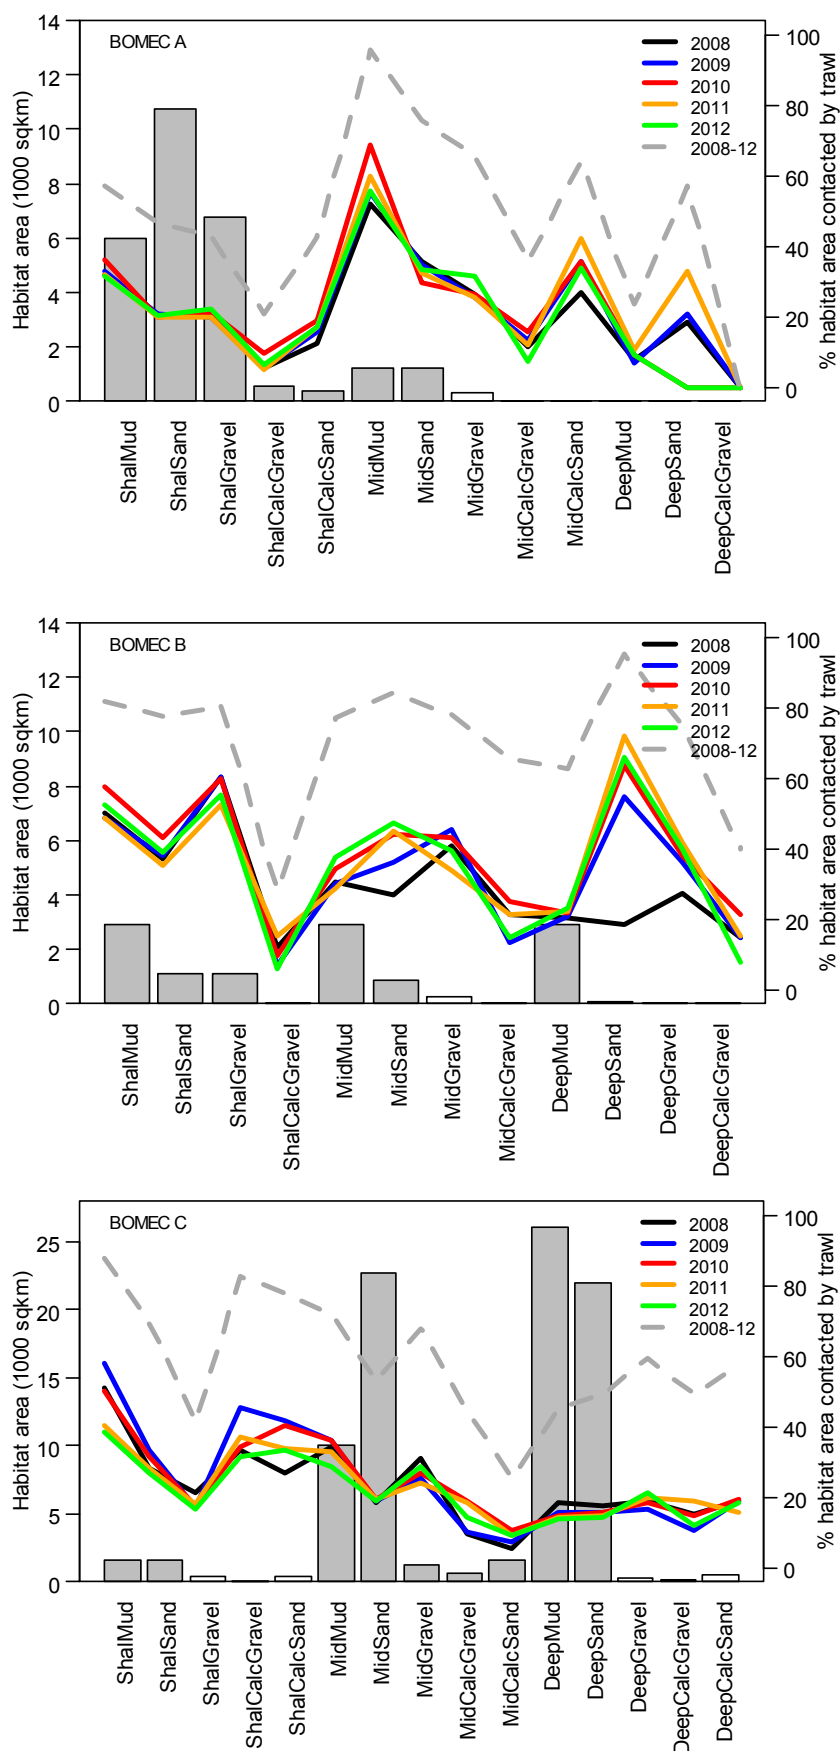 BOMEC A
2008
2009
2010
2011
2012
2008-12
Habitat area (1000 sqkm)
14
12
10
8
6
4
2
0
% habitat area contacted by trawl
100
80
60
40
20
0
ShalMud
ShalSand
ShalGravel
ShalCalcGravel
ShalCalcSand
MidMud
MidSand
MidGravel
MidCalcGravel
MidCalcSand
DeepMud
DeepSand
DeepCalcGravel
BOMEC B
2008
2009
2010
2011
2012
2008-12
Habitat area (1000 sqkm)
14
12
10
8
6
4
2
0
% habitat area contacted by trawl
100
80
60
40
20
0
ShalMud
ShalSand
ShalGravel
ShalCalcGravel
MidMud
MidSand
MidGravel
MidCalcGravel
DeepMud
DeepSand
DeepGravel
DeepCalcGravel
BOMEC C
2008
2009
2010
2011
2012
2008-12
Habitat area (1000 sqkm)
25
20
15
10
5
0
% habitat area contacted by trawl
100
80
60
40
20
0
ShalMud
ShalSand
ShalGravel
ShalCalcGravel
ShalCalcSand
MidMud
MidSand
MidGravel
MidCalcGravel
MidCalcSand
DeepMud
DeepSand
DeepGravel
DeepCalcGravel
DeepCalcSand